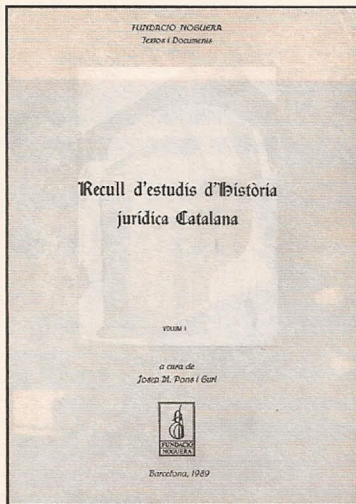 FUNDACIÓ NOGUERA
Textos i Documents
Recull d'estudis d'Història
jurídica Catalana
VOLUM I
a cura de
Josep M. Pons i Guri
FUNDACIÓ
NOGUERA
Barcelona, 1989